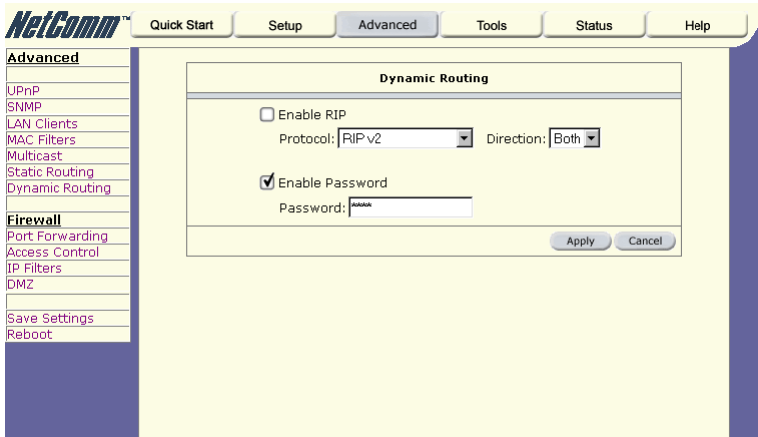 NetComm™
Quick Start Setup Advanced Tools Status Help
Advanced
UPnP
SNMP
LAN Clients
MAC Filters
Multicast
Static Routing
Dynamic Routing
Firewall
Port Forwarding
Access Control
IP Filters
DMZ
Save Settings
Reboot
Dynamic Routing
Enable RIP
Protocol: RIP v2 Direction: Both
Enable Password
Password: ****
Apply Cancel